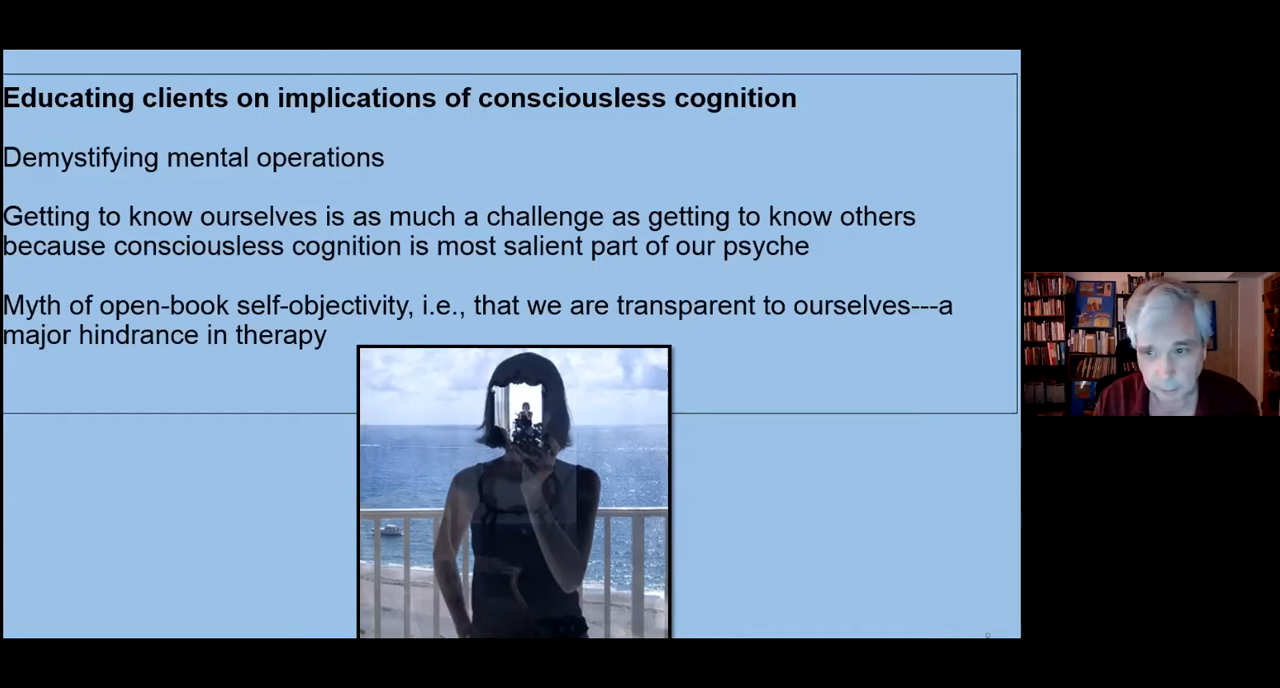 Educating clients on implications of consciousless cognition
Demystifying mental operations
Getting to know ourselves is as much a challenge as getting to know others
because consciousless cognition is most salient part of our psyche
Myth of open-book self-objectivity, i.e., that we are transparent to ourselves---a
major hindrance in therapy